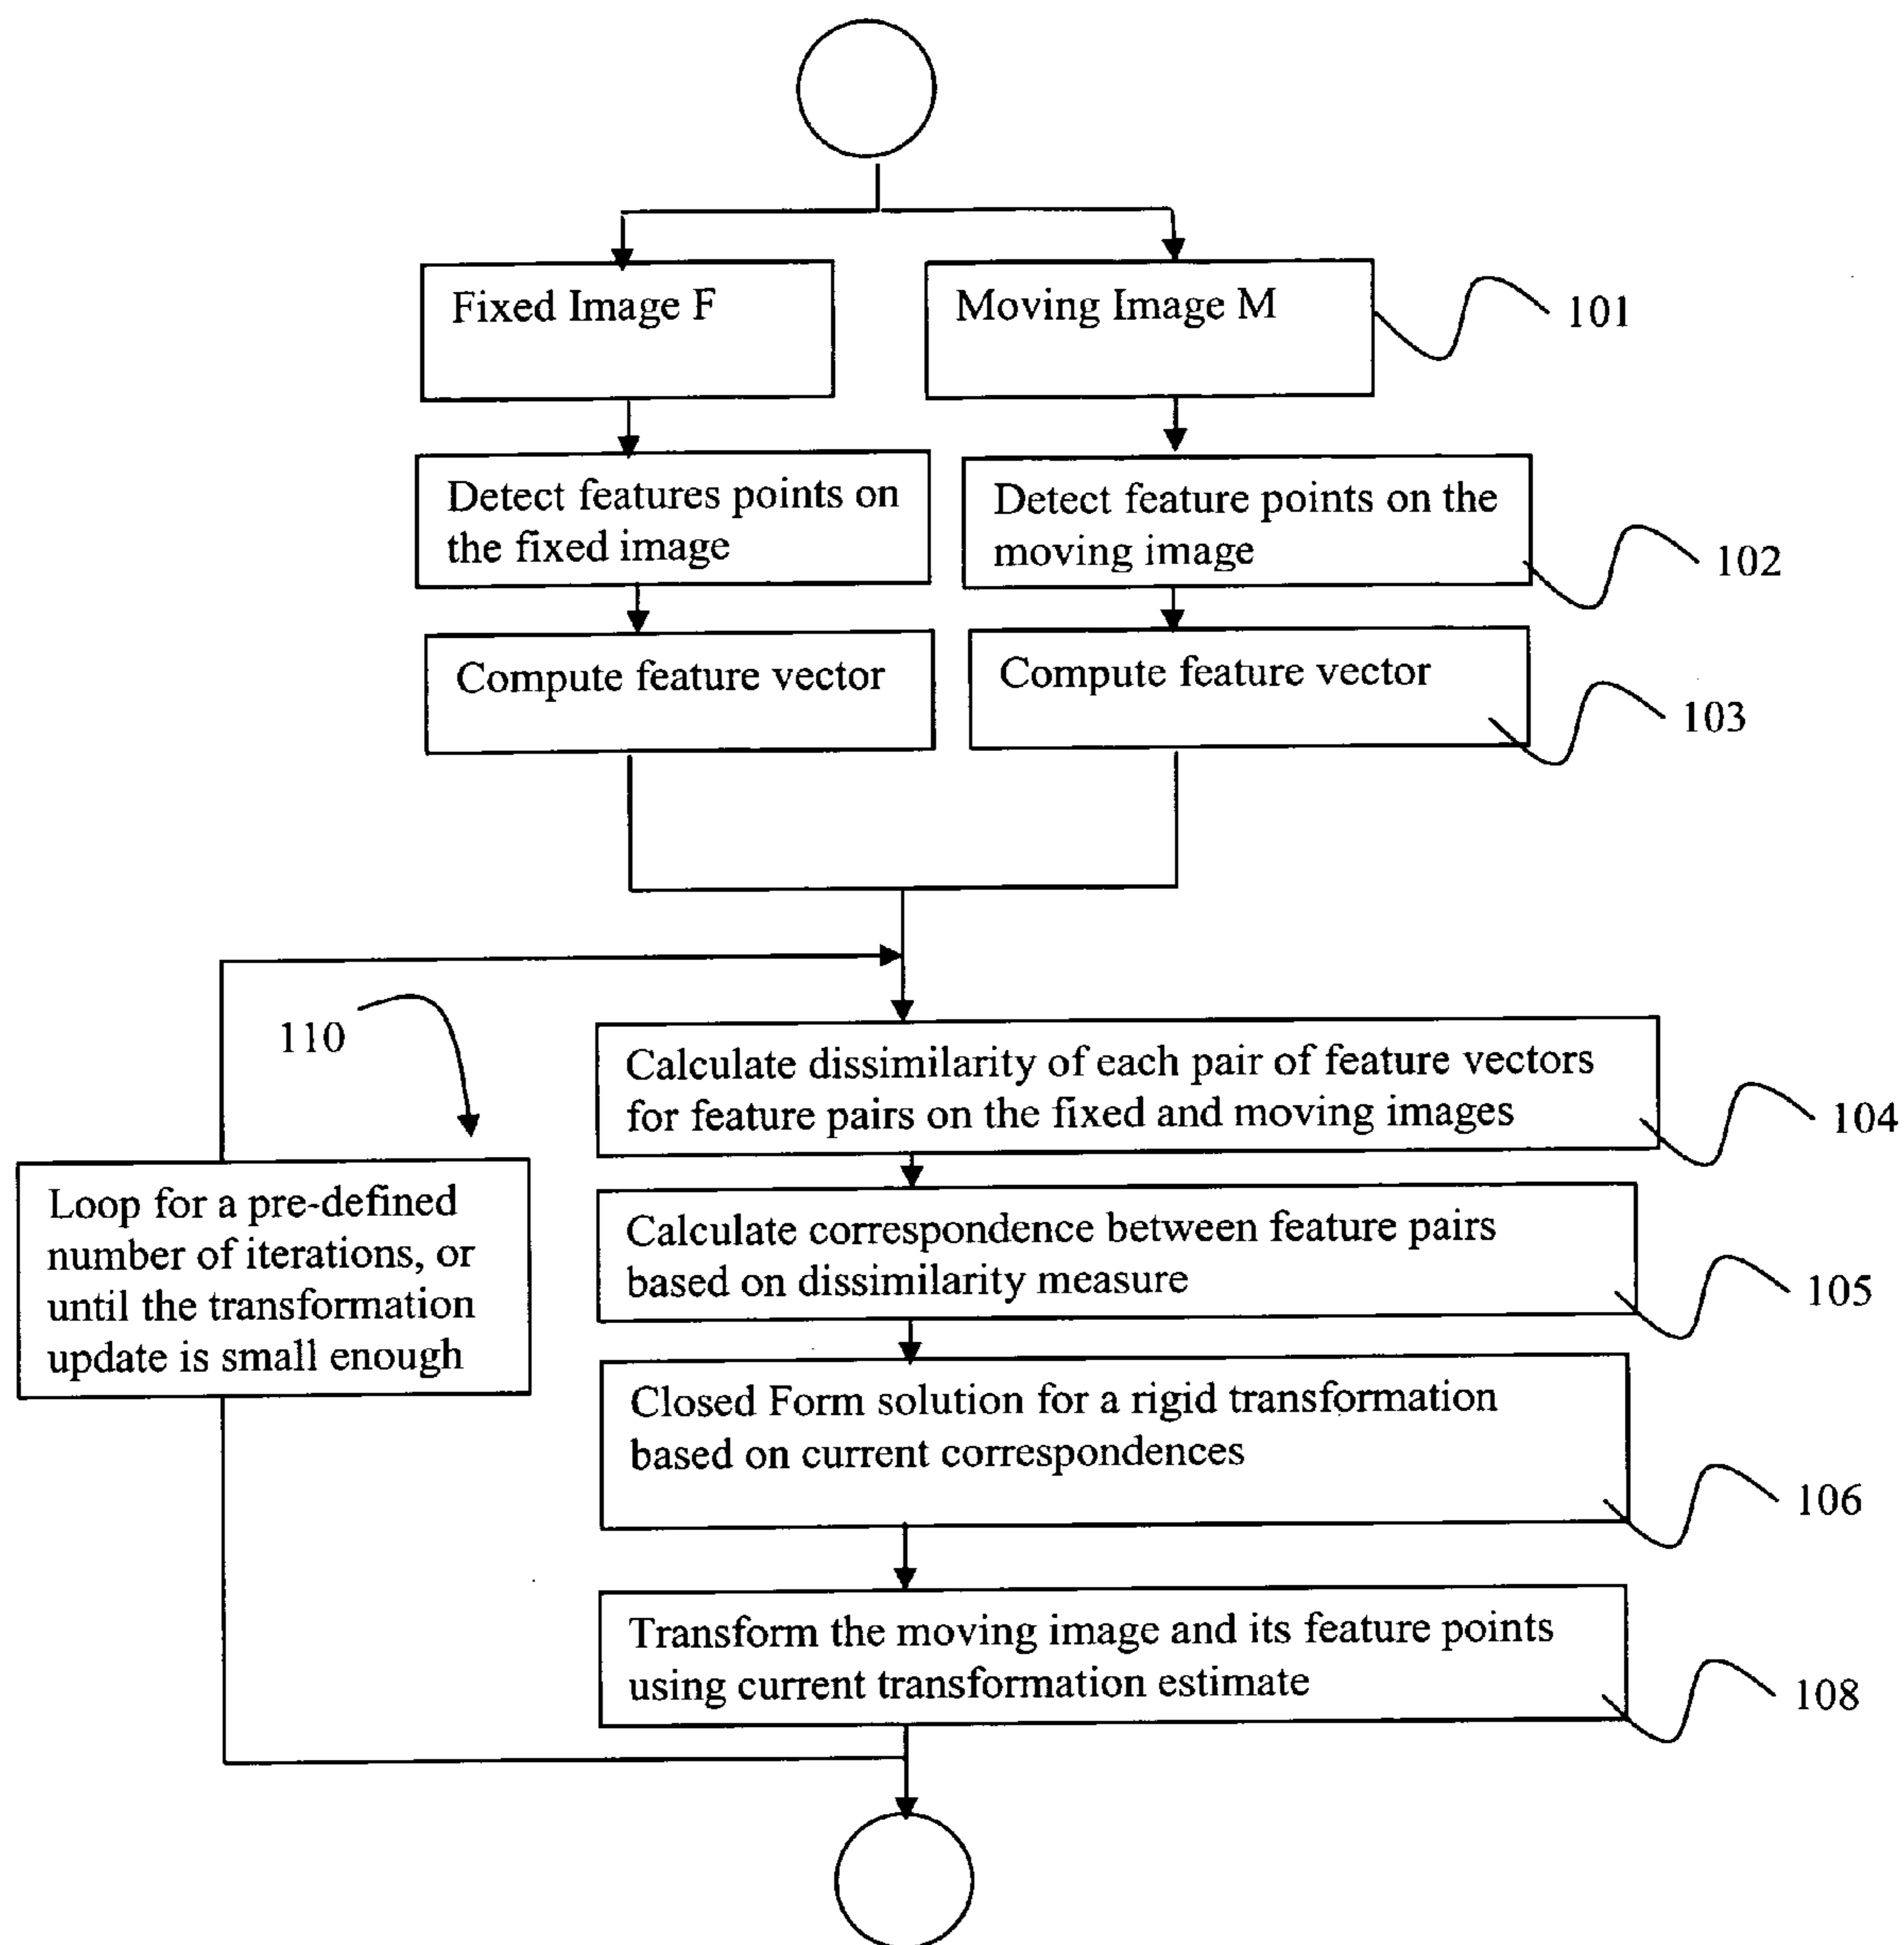 Fixed Image F
Moving Image M
101
Detect features points on
the fixed image
Detect feature points on the
moving image
102
Compute feature vector
Compute feature vector
103
110
Calculate dissimilarity of each pair of feature vectors
for feature pairs on the fixed and moving images
104
Loop for a pre-defined
number of iterations, or
until the transformation
update is small enough
Calculate correspondence between feature pairs
based on dissimilarity measure
105
Closed Form solution for a rigid transformation
based on current correspondences
106
Transform the moving image and its feature points
using current transformation estimate
108